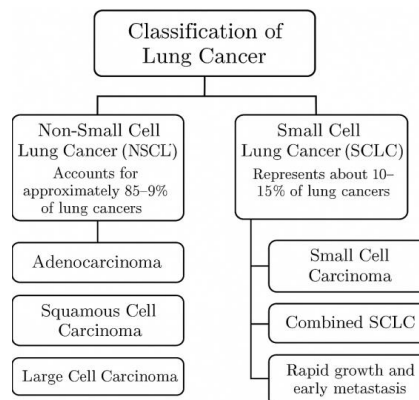 Classification of
Lung Cancer
Non-Small Cell
Lung Cancer (NSCL)
Accounts for
approximately 85–9%
of lung cancers
Small Cell
Lung Cancer (SCLC)
Represents about 10–
15% of lung cancers
Adenocarcinoma
Squamous Cell
Carcinoma
Large Cell Carcinoma
Small Cell
Carcinoma
Combined SCLC
Rapid growth and
early metastasis